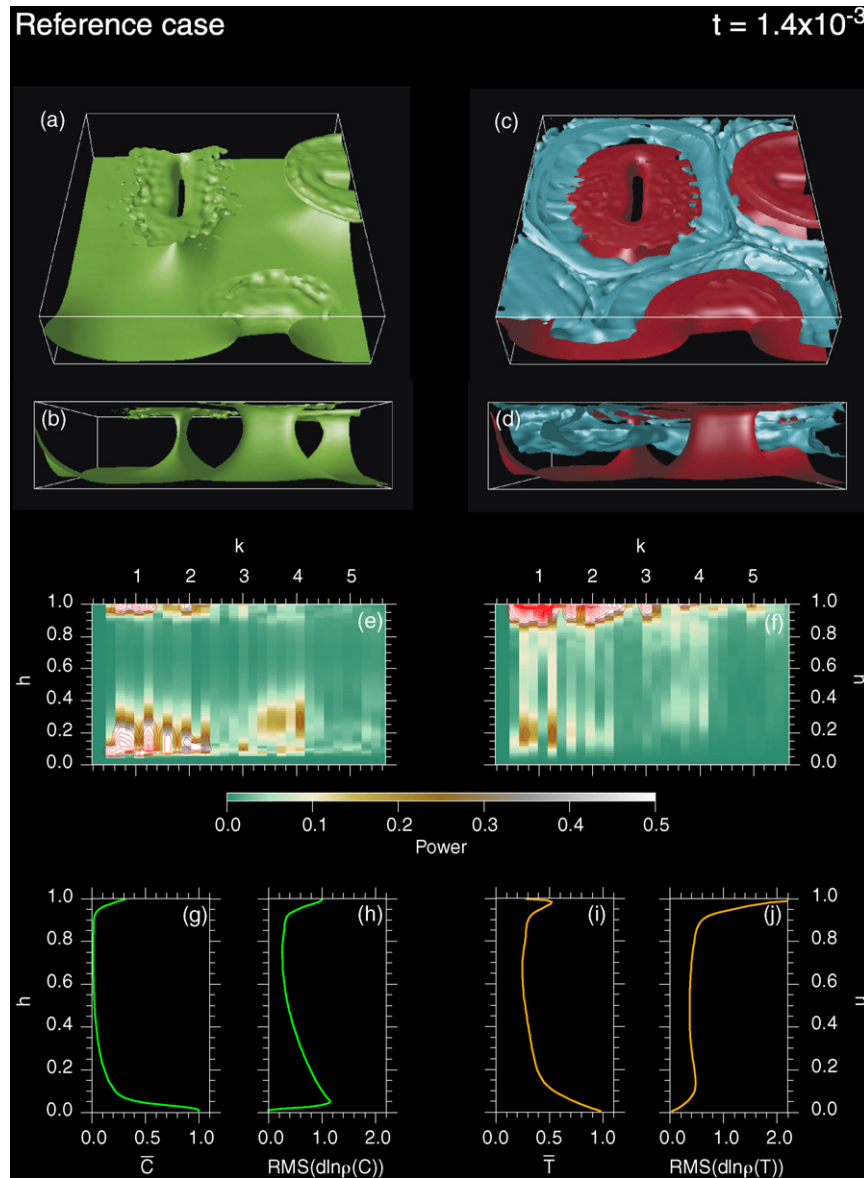 Reference case
t = 1.4x10⁻³
(a)
(c)
(b)
(d)
k
k
1 2 3 4 5
1 2 3 4 5
1.0
0.8
0.6
0.4
0.2
0.0
h
(e)
(f)
1.0
0.8
0.6
0.4
0.2
0.0
0.0 0.1 0.2 0.3 0.4 0.5
Power
1.0
0.8
0.6
0.4
0.2
0.0
h
(g)
(h)
(i)
(j)
1.0
0.8
0.6
0.4
0.2
0.0
0.0 0.5 1.0
0.0 1.0 2.0
0.0 0.5 1.0
0.0 1.0 2.0
C̅
RMS(dlnρ(C))
T̅
RMS(dlnρ(T))